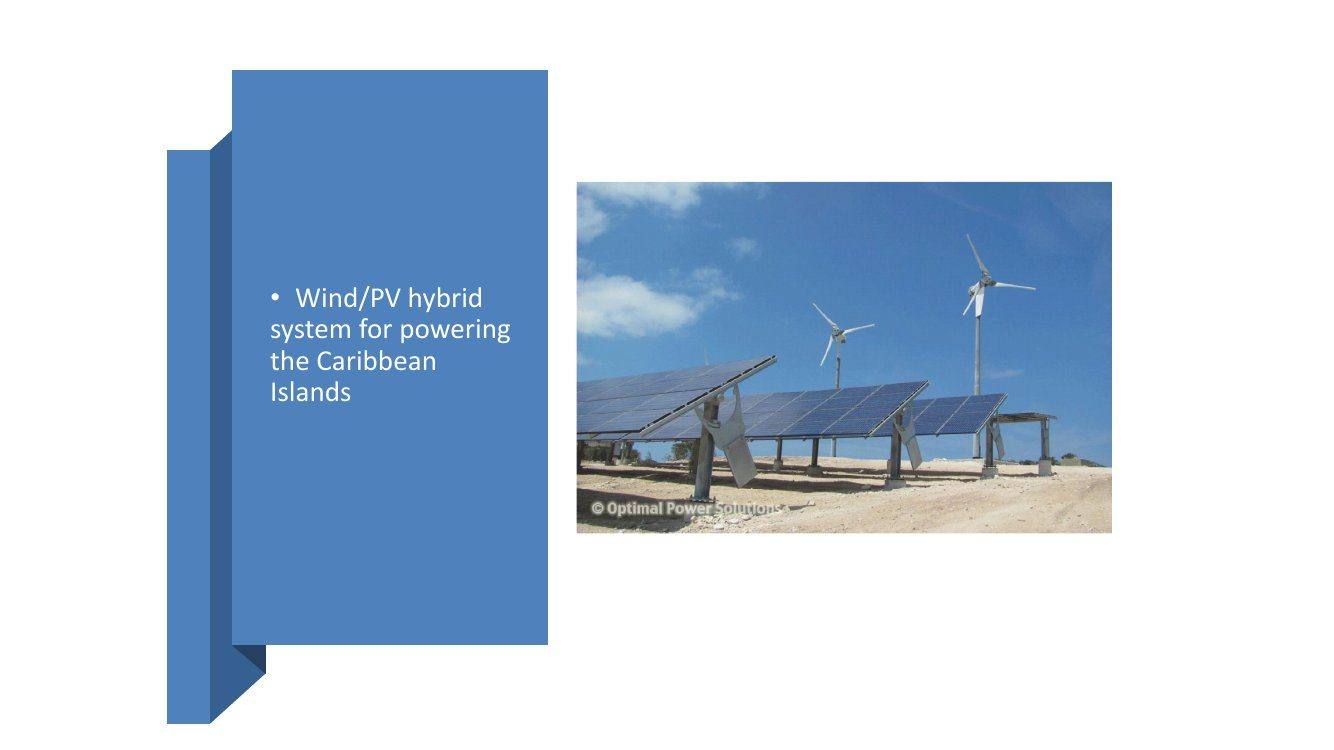 • Wind/PV hybrid
system for powering
the Caribbean
Islands
© Optimal Power Solutions